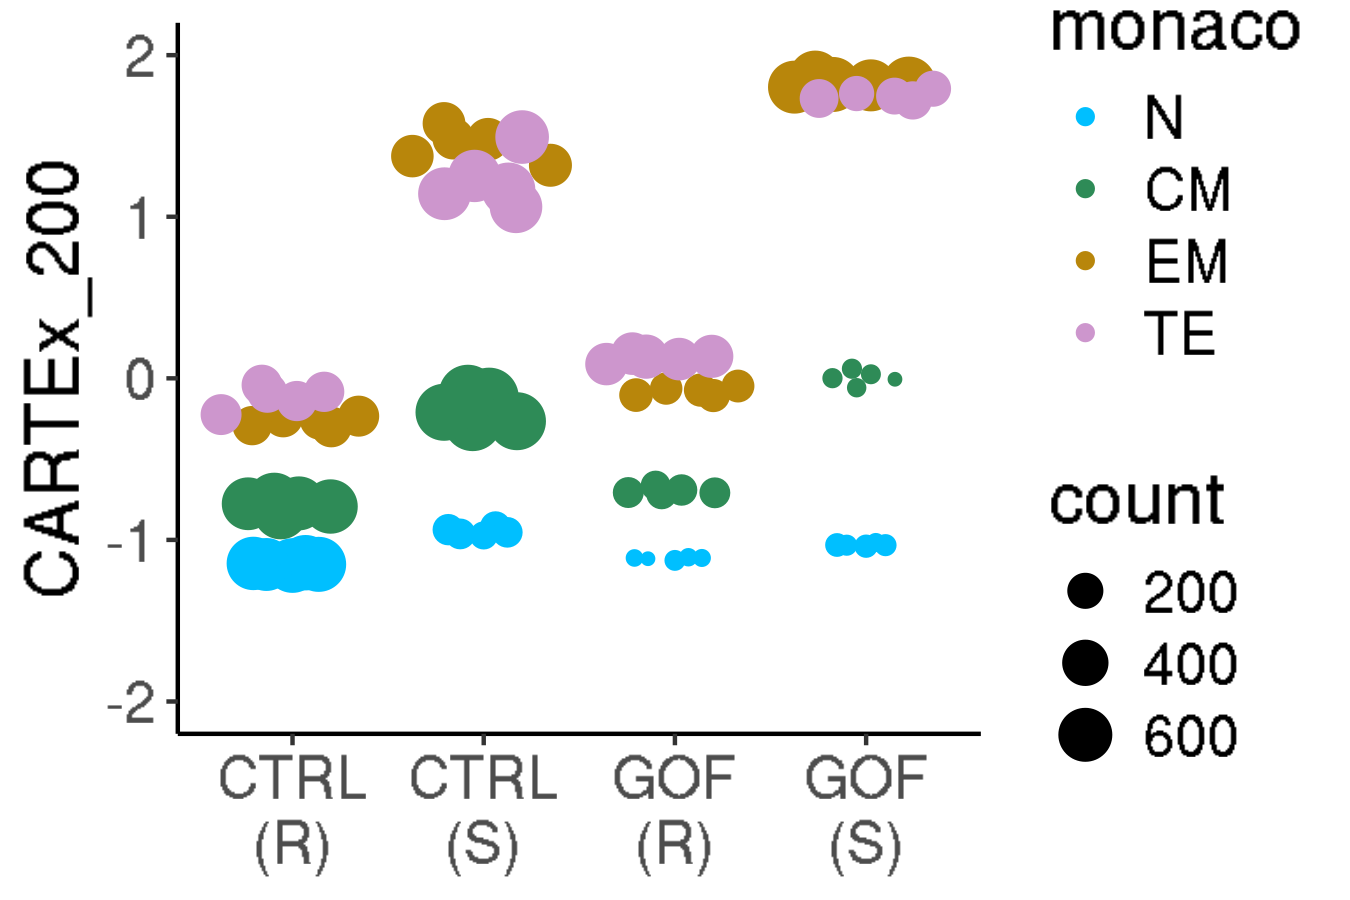 CARTEx_200
2
1
0
-1
-2
CTRL
(R)
CTRL
(S)
GOF
(R)
GOF
(S)
monaco
N
CM
EM
TE
count
200
400
600